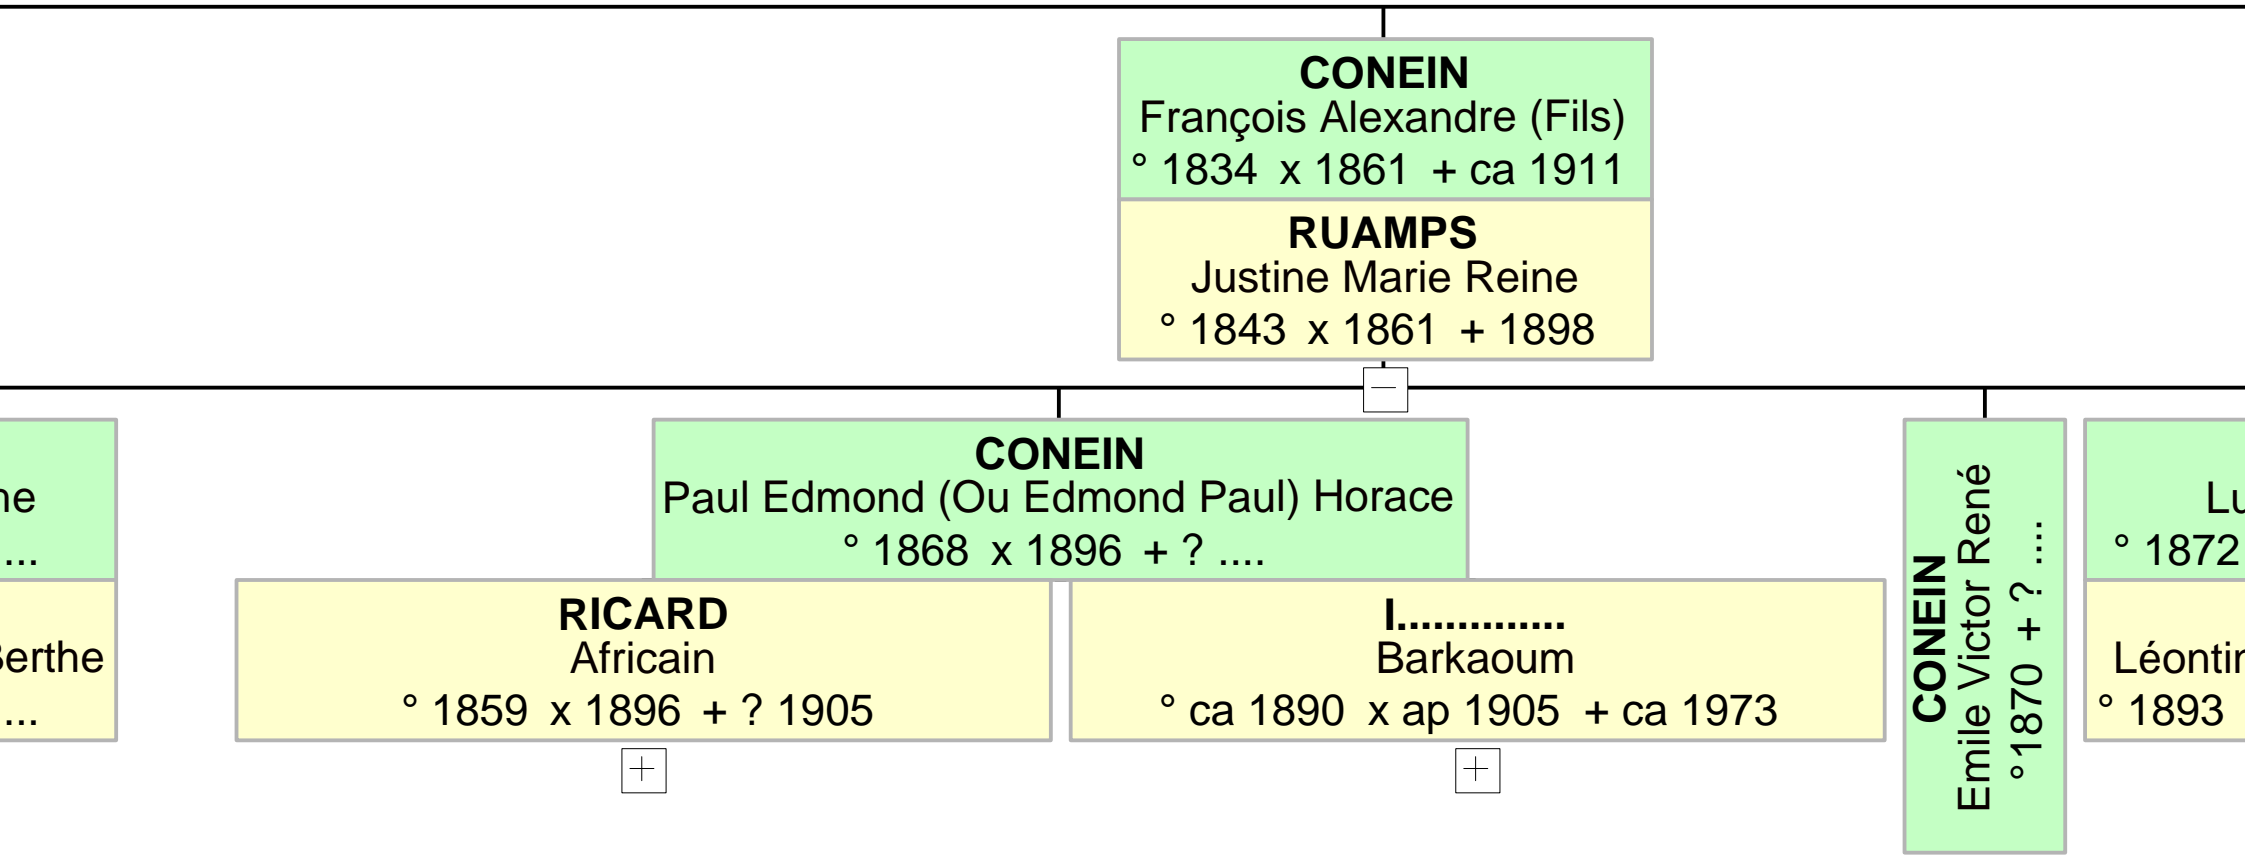 CONEIN
François Alexandre (Fils)
° 1834 x 1861 + ca 1911
RUAMPS
Justine Marie Reine
° 1843 x 1861 + 1898
...
...
CONEIN
Paul Edmond (Ou Edmond Paul) Horace
° 1868 x 1896 + ? ....
RICARD
Africain
° 1859 x 1896 + ? 1905
I..............
Barkaoum
° ca 1890 x ap 1905 + ca 1973
CONEIN
Emile Victor René
°1870 + ? ....
° 1872
° 1893